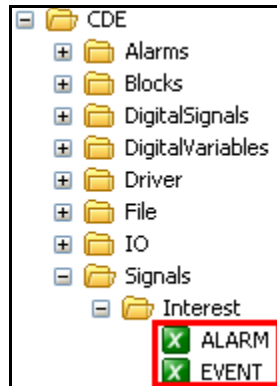 CDE
Alarms
Blocks
DigitalSignals
DigitalVariables
Driver
File
IO
Signals
Interest
ALARM
EVENT